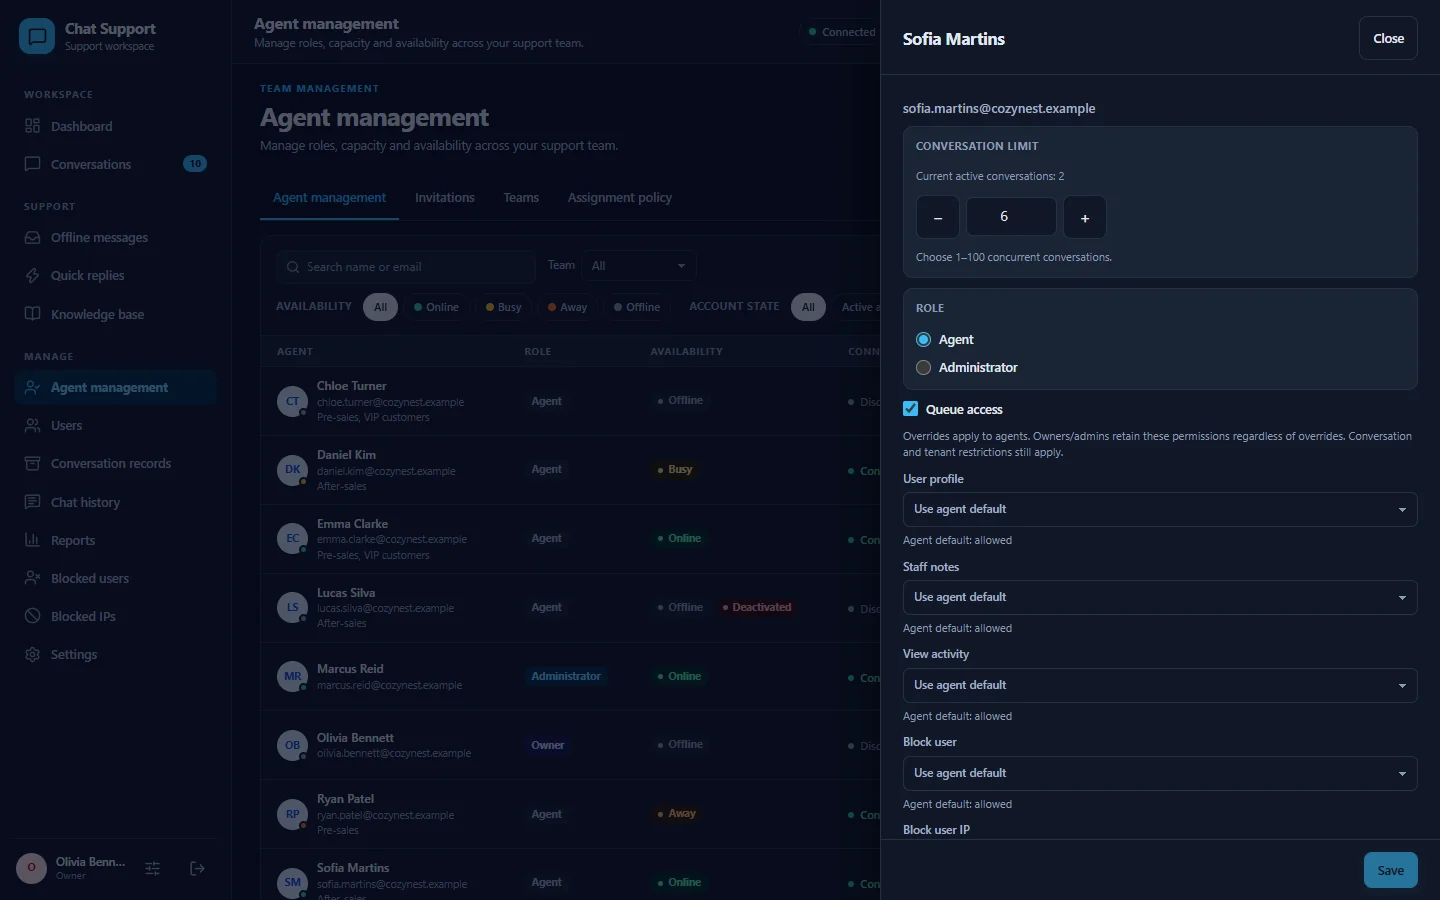 Chat Support
Support workspace
WORKSPACE
Dashboard
Conversations 10
SUPPORT
Offline messages
Quick replies
Knowledge base
MANAGE
Agent management
Users
Conversation records
Chat history
Reports
Blocked users
Blocked IPs
Settings
O Olivia Benn...
Owner
Agent management
Manage roles, capacity and availability across your support team.
Connected
TEAM MANAGEMENT
Agent management
Manage roles, capacity and availability across your support team.
Agent management Invitations Teams Assignment policy
Search name or email Team All
AVAILABILITY All Online Busy Away Offline ACCOUNT STATE All Active a
AGENT ROLE AVAILABILITY CONN
CT Chloe Turner
chloe.turner@cozynest.example
Pre-sales, VIP customers
Agent Offline Disc
DK Daniel Kim
daniel.kim@cozynest.example
After-sales
Agent Busy Con
EC Emma Clarke
emma.clarke@cozynest.example
Pre-sales, VIP customers
Agent Online Con
LS Lucas Silva
lucas.silva@cozynest.example
After-sales
Agent Offline Deactivated Disc
MR Marcus Reid
marcus.reid@cozynest.example
Administrator Online Con
OB Olivia Bennett
olivia.bennett@cozynest.example
Owner Offline Disc
RP Ryan Patel
ryan.patel@cozynest.example
Pre-sales
Agent Away Con
SM Sofia Martins
sofia.martins@cozynest.example
After-sales
Agent Online Con
Sofia Martins
Close
sofia.martins@cozynest.example
CONVERSATION LIMIT
Current active conversations: 2
− 6 +
Choose 1–100 concurrent conversations.
ROLE
Agent
Administrator
Queue access
Overrides apply to agents. Owners/admins retain these permissions regardless of overrides. Conversation
and tenant restrictions still apply.
User profile
Use agent default
Agent default: allowed
Staff notes
Use agent default
Agent default: allowed
View activity
Use agent default
Agent default: allowed
Block user
Use agent default
Agent default: allowed
Block user IP
Save